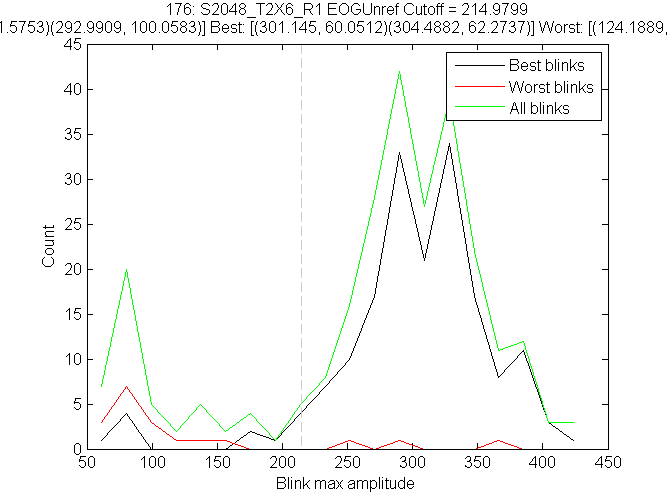 176: S2048_T2X6_R1 EOGUnref Cutoff = 214.9799
1.5753)(292.9909, 100.0583)] Best: [(301.145, 60.0512)(304.4882, 62.2737)] Worst: [(124.1889,
45
40
35
30
25
20
15
10
5
0
Count
Best blinks
Worst blinks
All blinks
50 100 150 200 250 300 350 400 450
Blink max amplitude